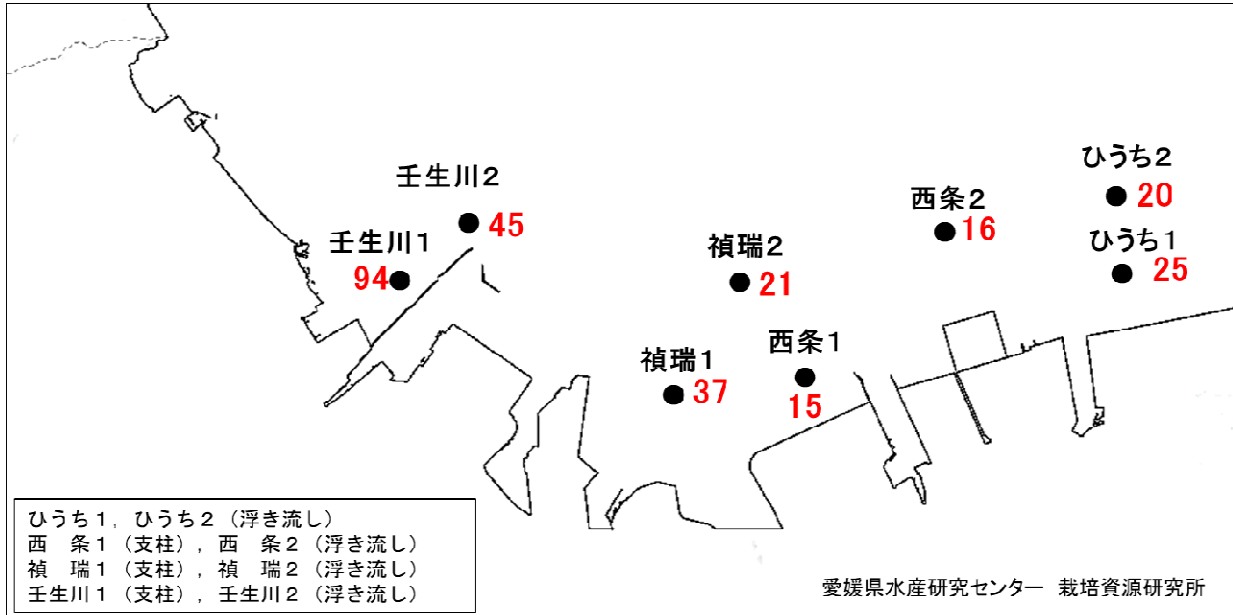 ひうち2
20
壬生川2
45
西条2
16
ひうち1
25
壬生川1
94
禎瑞2
21
西条1
15
禎瑞1
37
ひうち1, ひうち2 (浮き流し)
西　条1 (支柱) , 西　条2 (浮き流し)
禎　瑞1 (支柱) , 禎　瑞2 (浮き流し)
壬生川1 (支柱) , 壬生川2 (浮き流し)
愛媛県水産研究センター 栽培資源研究所